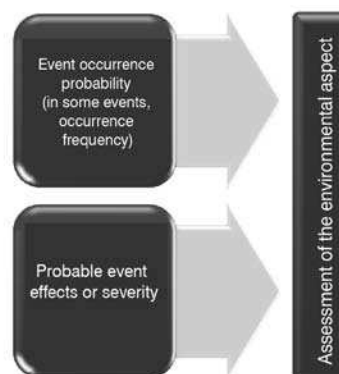 Event occurrence
probability
(in some events,
occurrence
frequency)
Probable event
effects or severity
Assessment of the environmental aspect